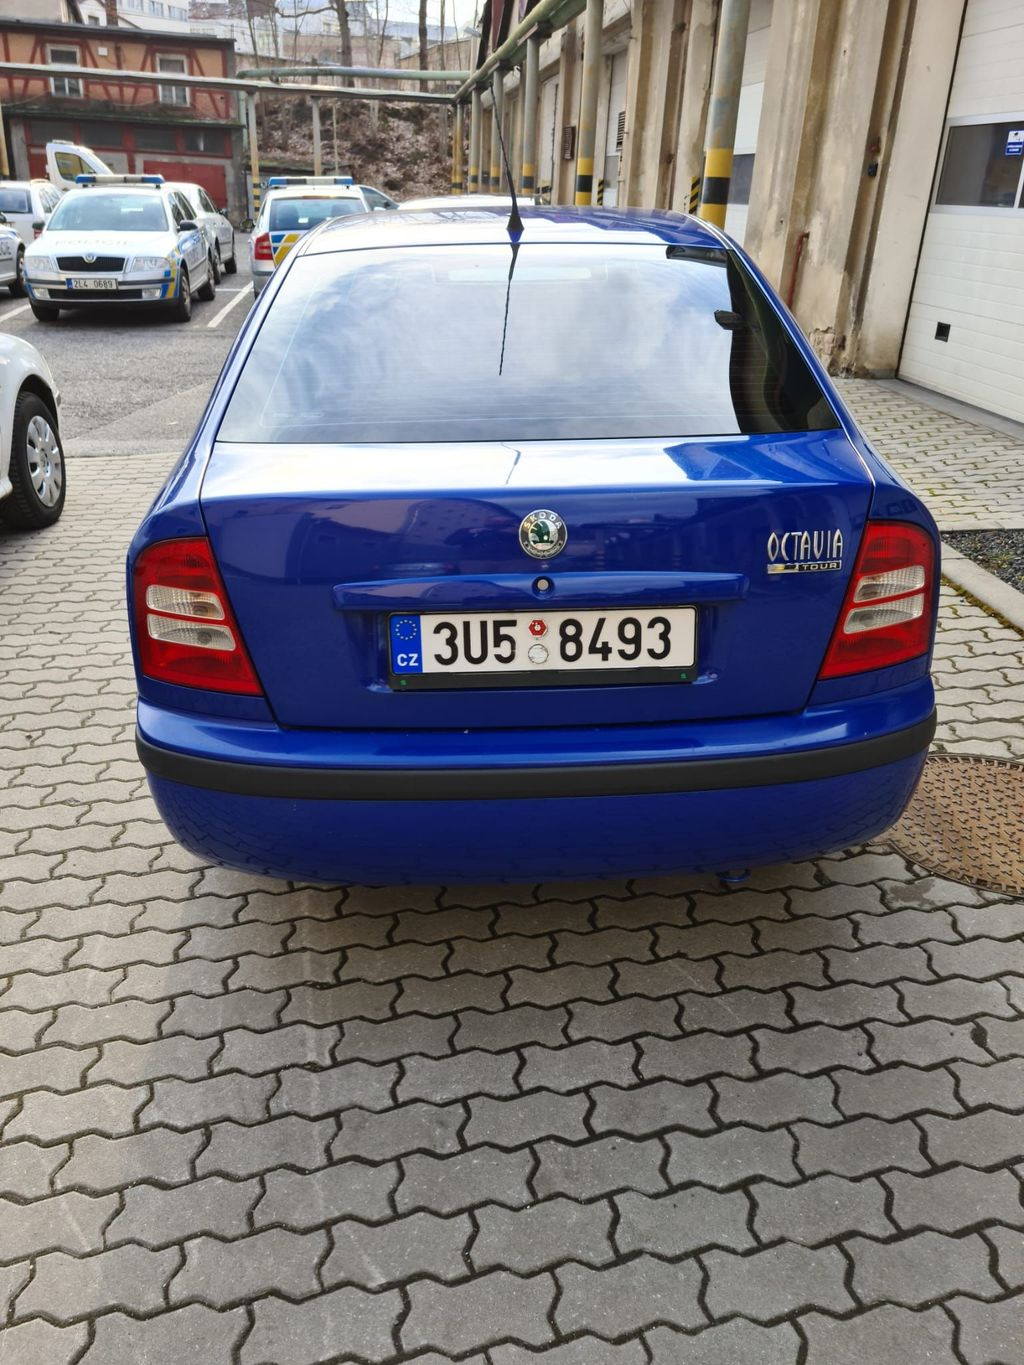 POLICIE
2L4 0689
ŠKODA
OCTAVIA
TOUR
CZ
3U5 8493